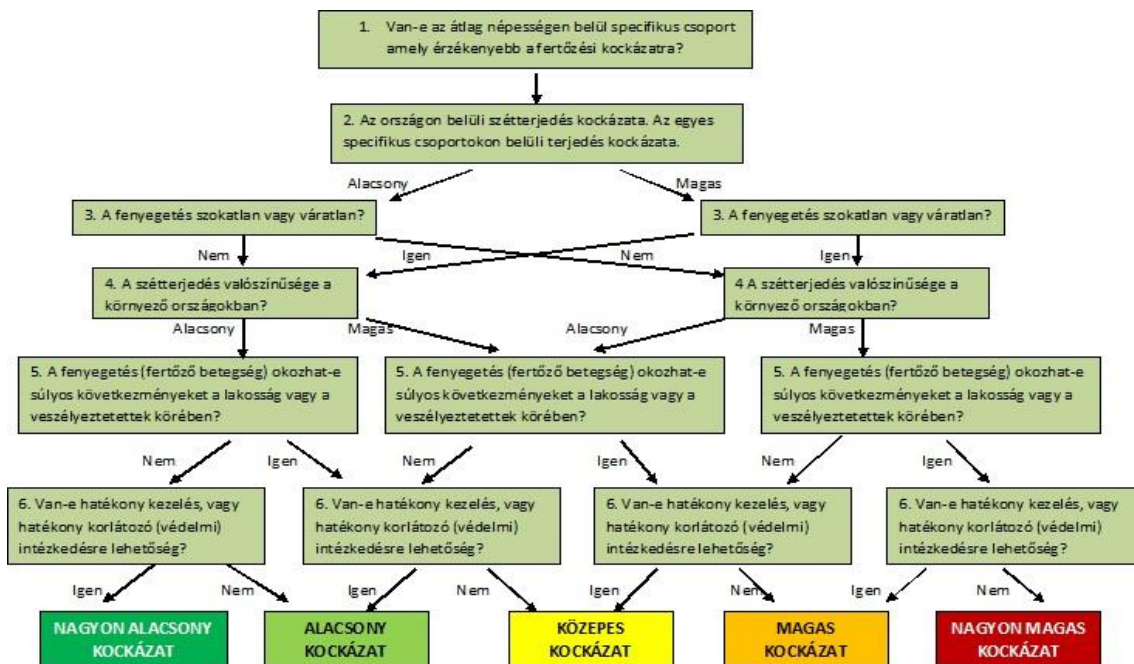 1. Van-e az átlag népességen belül specifikus csoport
amely érzékenyebb a fertőzési kockázatra?
2. Az országon belüli szétterjedés kockázata. Az egyes
specifikus csoportokon belüli terjedés kockázata.
Alacsony
Magas
3. A fenyegetés szokatlan vagy váratlan?
3. A fenyegetés szokatlan vagy váratlan?
Nem
Igen
Nem
Igen
4. A szétterjedés valószínűsége a
környező országokban?
4 A szétterjedés valószínűsége a
környező országokban?
Alacsony
Magas
Alacsony
Magas
5. A fenyegetés (fertőző betegség) okozhat-e
súlyos következményeket a lakosság vagy a
veszélyeztetettek körében?
5. A fenyegetés (fertőző betegség) okozhat-e
súlyos következményeket a lakosság vagy a
veszélyeztetettek körében?
5. A fenyegetés (fertőző betegség) okozhat-e
súlyos következményeket a lakosság vagy a
veszélyeztetettek körében?
Nem
Igen
Nem
Igen
Nem
Igen
6. Van-e hatékony kezelés, vagy
hatékony korlátozó (védelmi)
intézkedésre lehetőség?
6. Van-e hatékony kezelés, vagy
hatékony korlátozó (védelmi)
intézkedésre lehetőség?
6. Van-e hatékony kezelés, vagy
hatékony korlátozó (védelmi)
intézkedésre lehetőség?
6. Van-e hatékony kezelés, vagy
hatékony korlátozó (védelmi)
intézkedésre lehetőség?
Igen
Nem
Igen
Nem
Igen
Nem
Igen
Nem
NAGYON ALACSONY
KOCKÁZAT
ALACSONY
KOCKÁZAT
KÖZEPES
KOCKÁZAT
MAGAS
KOCKÁZAT
NAGYON MAGAS
KOCKÁZAT